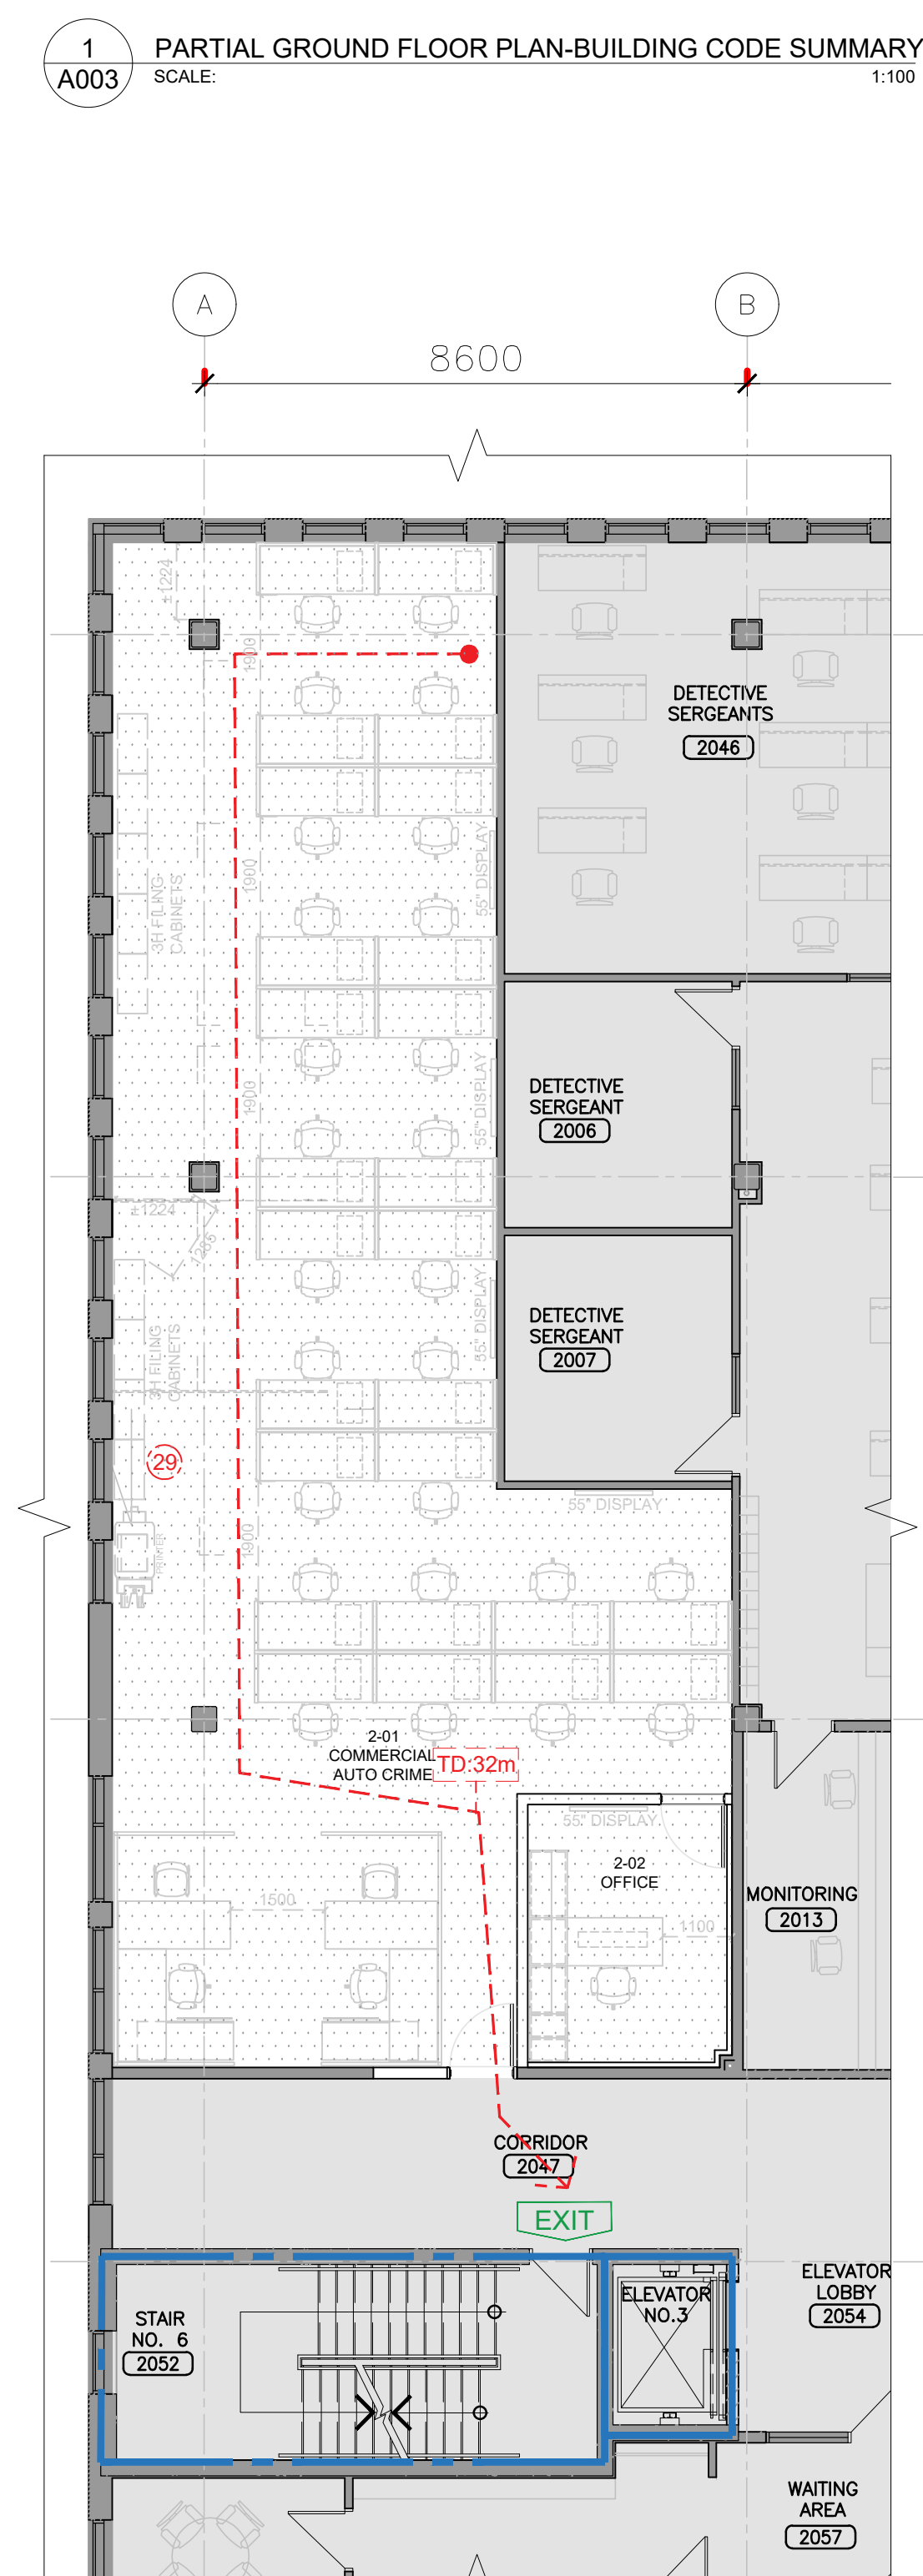 1
A003
PARTIAL GROUND FLOOR PLAN-BUILDING CODE SUMMARY
SCALE:
1:100
A
B
8600
±1224
1900
DETECTIVE
SERGEANTS
2046
55" DISPLAY
3H FILING
CABINETS
1900
DETECTIVE
SERGEANT
2006
55" DISPLAY
1900
±1224
1285
DETECTIVE
SERGEANT
2007
55" DISPLAY
3H FILING
CABINETS
29
55" DISPLAY
1900
PRINTER
2-01
COMMERCIAL
AUTO CRIME
TD:32m
55" DISPLAY
2-02
OFFICE
1500
1100
MONITORING
2013
CORRIDOR
2047
EXIT
ELEVATOR
NO.3
ELEVATOR
LOBBY
2054
STAIR
NO. 6
2052
WAITING
AREA
2057